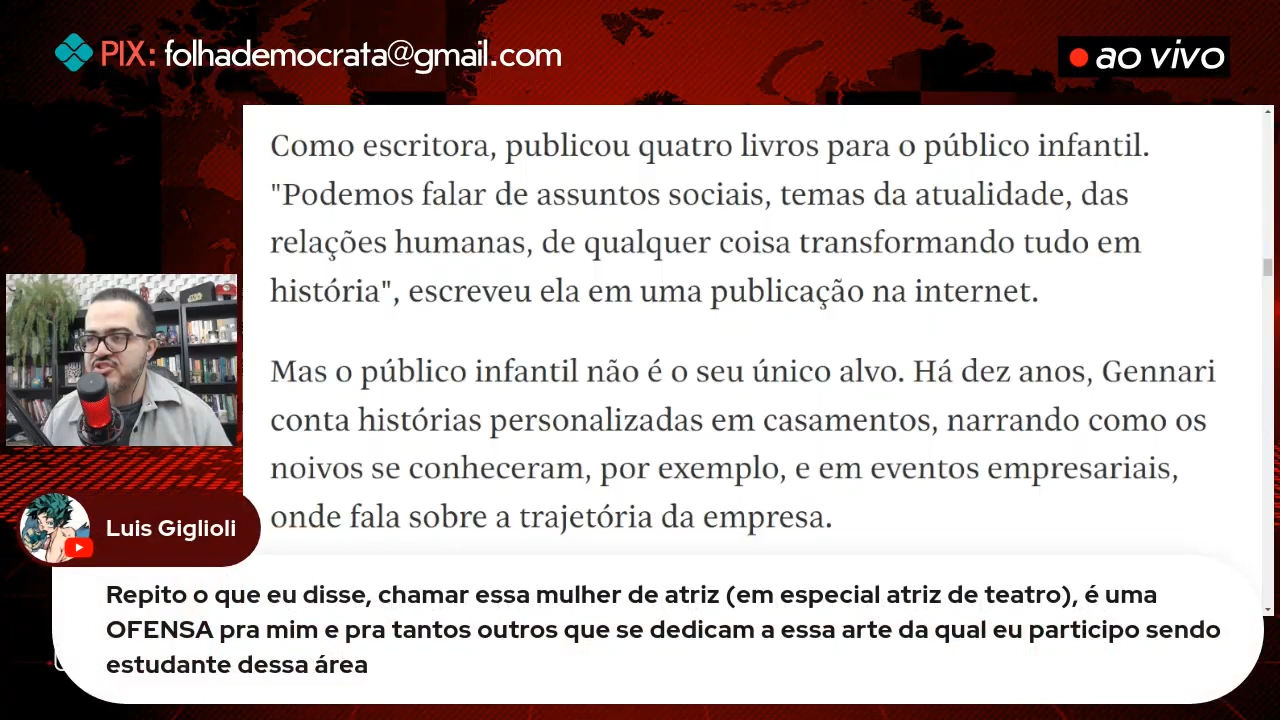 PIX: folhademocrata@gmail.com
AO VIVO
Como escritora, publicou quatro livros para o público infantil.
"Podemos falar de assuntos sociais, temas da atualidade, das
relações humanas, de qualquer coisa transformando tudo em
história", escreveu ela em uma publicação na internet.
Mas o público infantil não é o seu único alvo. Há dez anos, Gennari
conta histórias personalizadas em casamentos, narrando como os
noivos se conheceram, por exemplo, e em eventos empresariais,
onde fala sobre a trajetória da empresa.
Luis Giglioli
Repito o que eu disse, chamar essa mulher de atriz (em especial atriz de teatro), é uma
OFENSA pra mim e pra tantos outros que se dedicam a essa arte da qual eu participo sendo
estudante dessa área